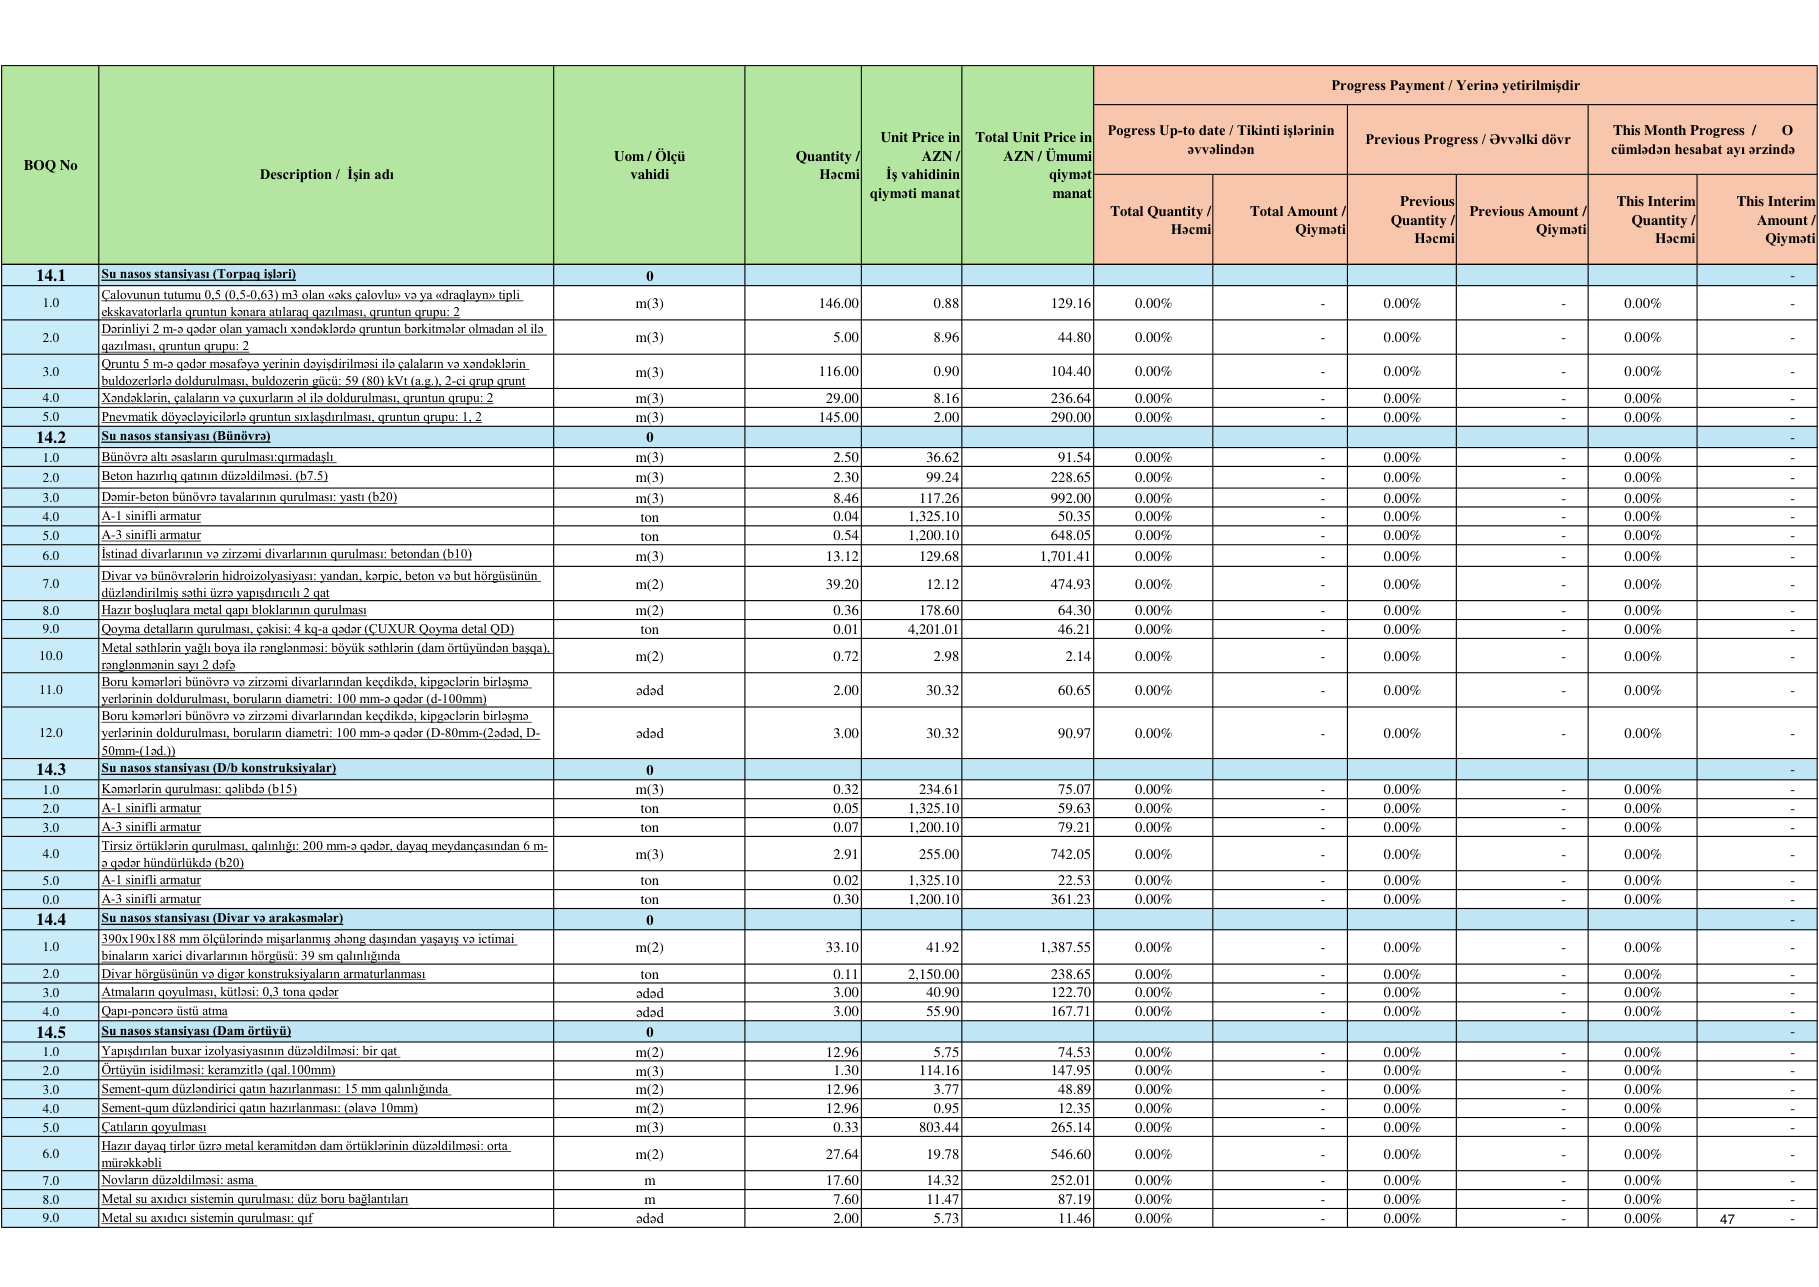 Progress Payment / Yerinə yetirilmişdir
BOQ No
Description / İşin adı
Uom / Ölçü
vahidi
Quantity /
Həcmi
Unit Price in
AZN /
İş vahidinin
qiyməti manat
Total Unit Price in
AZN / Ümumi
qiymət
manat
Pogress Up-to date / Tikinti işlərinin
əvvəlindən
Previous Progress / Əvvəlki dövr
This Month Progress / O
cümlədən hesabat ayı ərzində
Total Quantity /
Həcmi
Total Amount /
Qiyməti
Previous
Quantity /
Həcmi
Previous Amount /
Qiyməti
This Interim
Quantity /
Həcmi
This Interim
Amount /
Qiyməti
14.1 Su nasos stansiyası (Torpaq işləri) 0 -
1.0 Çalovunun tutumu 0,5 (0,5-0,63) m3 olan «əks çalovlu» və ya «draqlayn» tipli
ekskavatorlarla qruntun kənara atılaraq qazılması, qruntun qrupu: 2 m(3) 146.00 0.88 129.16 0.00% - 0.00% - 0.00% -
2.0 Dərinliyi 2 m-ə qədər olan yamaclı xəndəklərdə qruntun bərkitmələr olmadan əl ilə
qazılması, qruntun qrupu: 2 m(3) 5.00 8.96 44.80 0.00% - 0.00% - 0.00% -
3.0 Qruntu 5 m-ə qədər məsafəyə yerinin dəyişdirilməsi ilə çalaların və xəndəklərin
buldozerlərlə doldurulması, buldozerin gücü: 59 (80) kVt (a.g.), 2-ci qrup qrunt m(3) 116.00 0.90 104.40 0.00% - 0.00% - 0.00% -
4.0 Xəndəklərin, çalaların və çuxurların əl ilə doldurulması, qruntun qrupu: 2 m(3) 29.00 8.16 236.64 0.00% - 0.00% - 0.00% -
5.0 Pnevmatik döyəcləyicilərlə qruntun sıxlaşdırılması, qruntun qrupu: 1, 2 m(3) 145.00 2.00 290.00 0.00% - 0.00% - 0.00% -
14.2 Su nasos stansiyası (Bünövrə) 0 -
1.0 Bünövrə altı əsasların qurulması:qırmadaşlı m(3) 2.50 36.62 91.54 0.00% - 0.00% - 0.00% -
2.0 Beton hazırlıq qatının düzəldilməsi. (b7.5) m(3) 2.30 99.24 228.65 0.00% - 0.00% - 0.00% -
3.0 Dəmir-beton bünövrə tavalarının qurulması: yastı (b20) m(3) 8.46 117.26 992.00 0.00% - 0.00% - 0.00% -
4.0 A-1 sinifli armatur ton 0.04 1,325.10 50.35 0.00% - 0.00% - 0.00% -
5.0 A-3 sinifli armatur ton 0.54 1,200.10 648.05 0.00% - 0.00% - 0.00% -
6.0 İstinad divarlarının və zirzəmi divarlarının qurulması: betondan (b10) m(3) 13.12 129.68 1,701.41 0.00% - 0.00% - 0.00% -
7.0 Divar və bünövrələrin hidroizolyasiyası: yandan, kərpic, beton və but hörgüsünün
düzləndirilmiş səthi üzrə yapışdırıcılı 2 qat m(2) 39.20 12.12 474.93 0.00% - 0.00% - 0.00% -
8.0 Hazır boşluqlara metal qapı bloklarının qurulması m(2) 0.36 178.60 64.30 0.00% - 0.00% - 0.00% -
9.0 Qoyma detalların qurulması, çəkisi: 4 kq-a qədər (ÇUXUR Qoyma detal QD) ton 0.01 4,201.01 46.21 0.00% - 0.00% - 0.00% -
10.0 Metal səthlərin yağlı boya ilə rənglənməsi: böyük səthlərin (dam örtüyündən başqa),
rənglənmənin sayı 2 dəfə m(2) 0.72 2.98 2.14 0.00% - 0.00% - 0.00% -
11.0 Boru kəmərləri bünövrə və zirzəmi divarlarından keçdikdə, kipgəclərin birləşmə
yerlərinin doldurulması, boruların diametri: 100 mm-ə qədər (d-100mm) ədəd 2.00 30.32 60.65 0.00% - 0.00% - 0.00% -
12.0 Boru kəmərləri bünövrə və zirzəmi divarlarından keçdikdə, kipgəclərin birləşmə
yerlərinin doldurulması, boruların diametri: 100 mm-ə qədər (D-80mm-(2ədəd, D-
50mm-(1əd.)) ədəd 3.00 30.32 90.97 0.00% - 0.00% - 0.00% -
14.3 Su nasos stansiyası (D/b konstruksiyalar) 0 -
1.0 Kəmərlərin qurulması: qəlibdə (b15) m(3) 0.32 234.61 75.07 0.00% - 0.00% - 0.00% -
2.0 A-1 sinifli armatur ton 0.05 1,325.10 59.63 0.00% - 0.00% - 0.00% -
3.0 A-3 sinifli armatur ton 0.07 1,200.10 79.21 0.00% - 0.00% - 0.00% -
4.0 Tirsiz örtüklərin qurulması, qalınlığı: 200 mm-ə qədər, dayaq meydançasından 6 m-
ə qədər hündürlükdə (b20) m(3) 2.91 255.00 742.05 0.00% - 0.00% - 0.00% -
5.0 A-1 sinifli armatur ton 0.02 1,325.10 22.53 0.00% - 0.00% - 0.00% -
0.0 A-3 sinifli armatur ton 0.30 1,200.10 361.23 0.00% - 0.00% - 0.00% -
14.4 Su nasos stansiyası (Divar və arakəsmələr) 0 -
1.0 390x190x188 mm ölçülərində mişarlanmış əhəng daşından yaşayış və ictimai
binaların xarici divarlarının hörgüsü: 39 sm qalınlığında m(2) 33.10 41.92 1,387.55 0.00% - 0.00% - 0.00% -
2.0 Divar hörgüsünün və digər konstruksiyaların armaturlanması ton 0.11 2,150.00 238.65 0.00% - 0.00% - 0.00% -
3.0 Atmaların qoyulması, kütləsi: 0,3 tona qədər ədəd 3.00 40.90 122.70 0.00% - 0.00% - 0.00% -
4.0 Qapı-pəncərə üstü atma ədəd 3.00 55.90 167.71 0.00% - 0.00% - 0.00% -
14.5 Su nasos stansiyası (Dam örtüyü) 0 -
1.0 Yapışdırılan buxar izolyasiyasının düzəldilməsi: bir qat m(2) 12.96 5.75 74.53 0.00% - 0.00% - 0.00% -
2.0 Örtüyün isidilməsi: keramzitlə (qal.100mm) m(3) 1.30 114.16 147.95 0.00% - 0.00% - 0.00% -
3.0 Sement-qum düzləndirici qatın hazırlanması: 15 mm qalınlığında m(2) 12.96 3.77 48.89 0.00% - 0.00% - 0.00% -
4.0 Sement-qum düzləndirici qatın hazırlanması: (əlavə 10mm) m(2) 12.96 0.95 12.35 0.00% - 0.00% - 0.00% -
5.0 Çatıların qoyulması m(3) 0.33 803.44 265.14 0.00% - 0.00% - 0.00% -
6.0 Hazır dayaq tirlər üzrə metal keramitdən dam örtüklərinin düzəldilməsi: orta
mürəkkəbli m(2) 27.64 19.78 546.60 0.00% - 0.00% - 0.00% -
7.0 Novların düzəldilməsi: asma m 17.60 14.32 252.01 0.00% - 0.00% - 0.00% -
8.0 Metal su axıdıcı sistemin qurulması: düz boru bağlantıları m 7.60 11.47 87.19 0.00% - 0.00% - 0.00% -
9.0 Metal su axıdıcı sistemin qurulması: qıf ədəd 2.00 5.73 11.46 0.00% - 0.00% - 0.00% 47 -